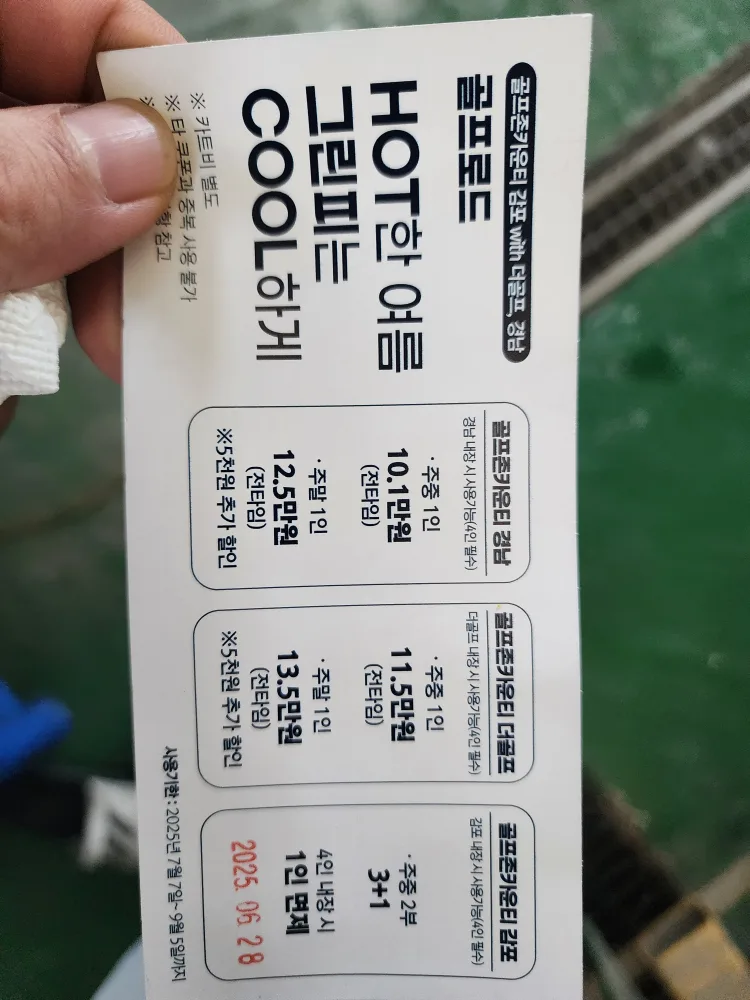 골프존카운티 감포 with 더골프, 경남
골프로드
HOT한 여름
그린피는
COOL하게
※ 카트비 별도
※ 타 쿠폰과 중복 사용 불가
※ 참고
골프존카운티 경남
경남 내장 시 사용가능(4인 필수)
· 주중 1인
10.1만원
(전타임)
· 주말 1인
12.5만원
(전타임)
※5천원 추가 할인
골프존카운티 더골프
더골프 내장 시 사용가능(4인 필수)
· 주중 1인
11.5만원
(전타임)
· 주말 1인
13.5만원
(전타임)
※5천원 추가 할인
골프존카운티 감포
감포 내장 시 사용가능(4인 필수)
· 주중 2부
3+1
4인 내장 시
1인 면제
2025. 06. 28
사용기한 : 2025년 7월 7일~ 9월 5일까지